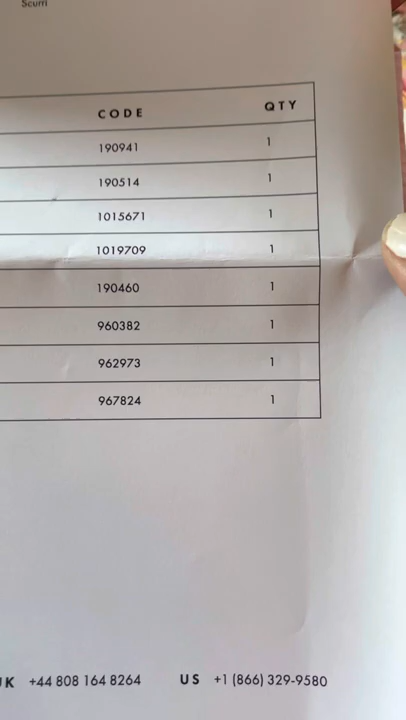 Scurri
CODE QTY
190941 1
190514 1
1015671 1
1019709 1
190460 1
960382 1
962973 1
967824 1
UK +44 808 164 8264 US +1 (866) 329-9580